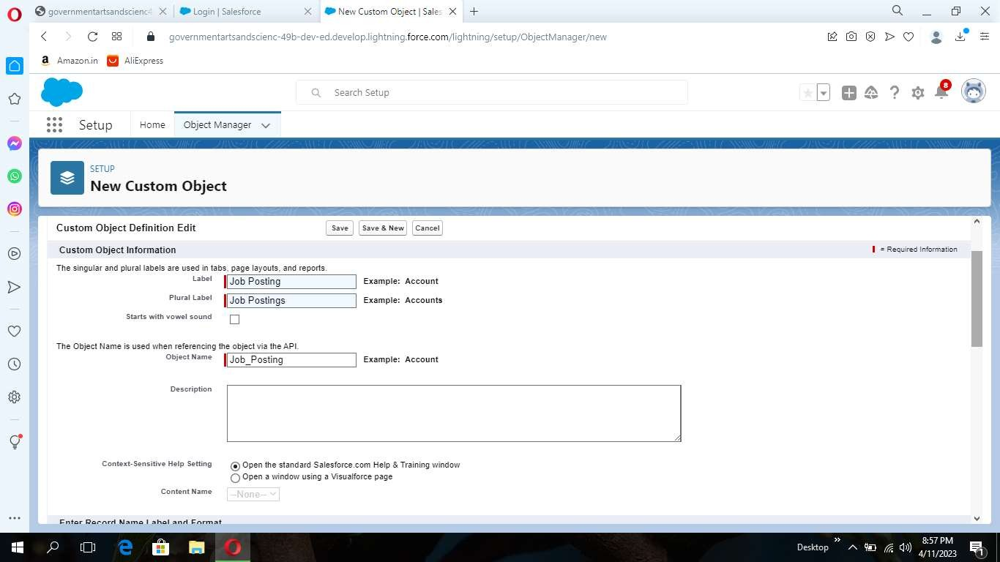 governmentartsandscienc4
Login | Salesforce
New Custom Object | Sales
governmentartsandscienc-49b-dev-ed.develop.lightning.force.com/lightning/setup/ObjectManager/new
Amazon.in
AliExpress
Search Setup
8
Setup
Home
Object Manager
SETUP
New Custom Object
Custom Object Definition Edit
Save
Save & New
Cancel
Custom Object Information
= Required Information
The singular and plural labels are used in tabs, page layouts, and reports.
Label
Job Posting
Example: Account
Plural Label
Job Postings
Example: Accounts
Starts with vowel sound
The Object Name is used when referencing the object via the API.
Object Name
Job_Posting
Example: Account
Description
Context-Sensitive Help Setting
Open the standard Salesforce.com Help & Training window
Open a window using a Visualforce page
Content Name
--None--
Enter Record Name Label and Format
Desktop
8:57 PM
4/11/2023
1